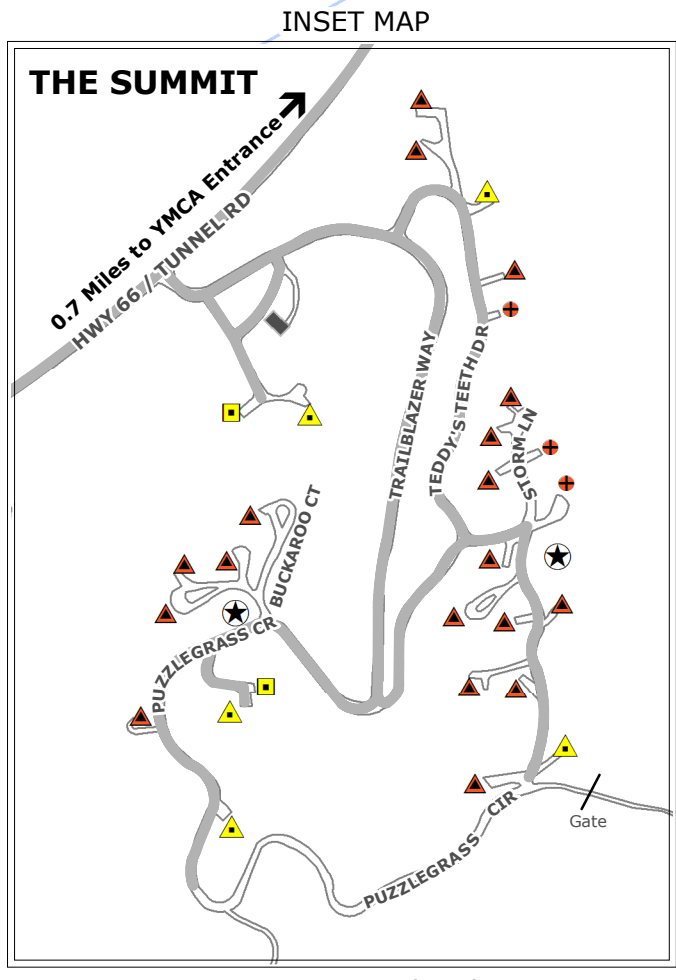 INSET MAP
THE SUMMIT
0.7 Miles to YMCA Entrance
HWY 66 / TUNNEL RD
TRAILBLAZER WAY
TEDDY'S TEETH DR
STORM LN
BUCKAROO CT
PUZZLEGRASS CR
PUZZLEGRASS CIR
Gate